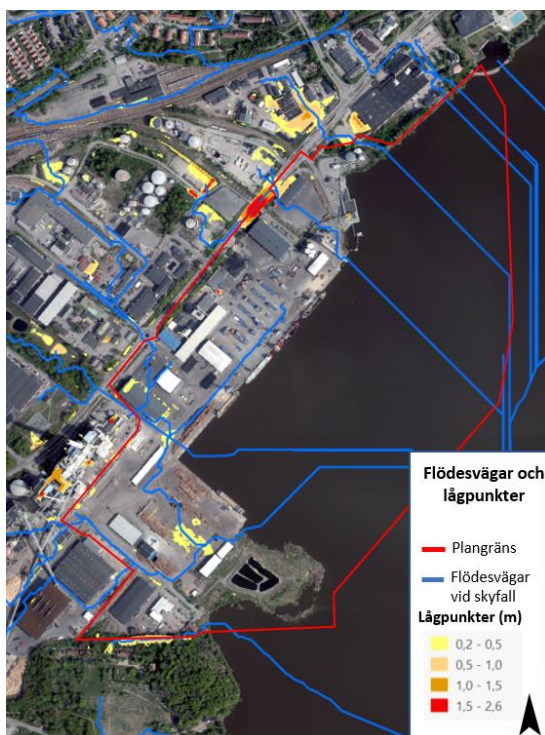 Flödesvägar och
lågpunkter
Plangräns
Flödesvägar
vid skyfall
Lågpunkter (m)
0,2 - 0,5
0,5 - 1,0
1,0 - 1,5
1,5 - 2,6